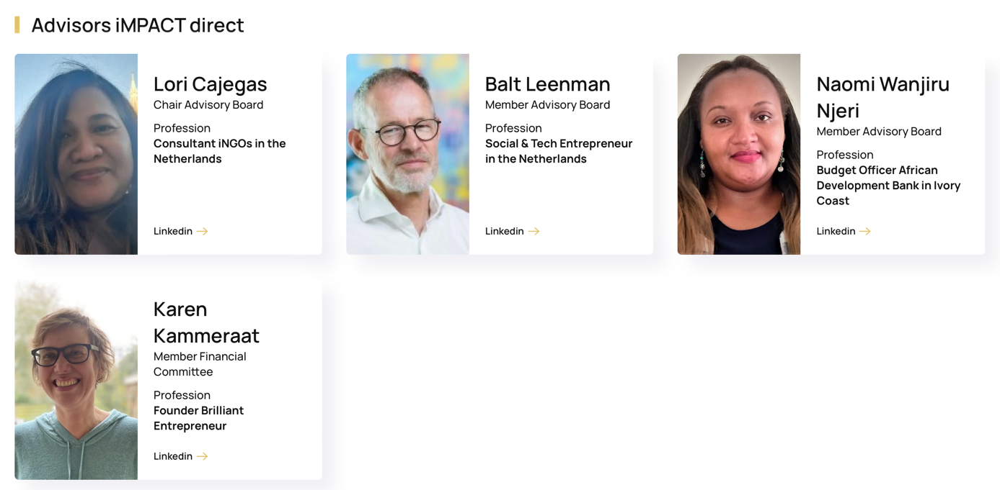 Advisors iMPACT direct
Lori Cajegas
Chair Advisory Board
Profession
Consultant iNGOs in the
Netherlands
Linkedin
Balt Leenman
Member Advisory Board
Profession
Social & Tech Entrepreneur
in the Netherlands
Linkedin
Naomi Wanjiru
Njeri
Member Advisory Board
Profession
Budget Officer African
Development Bank in Ivory
Coast
Linkedin
Karen
Kammeraat
Member Financial
Committee
Profession
Founder Brilliant
Entrepreneur
Linkedin